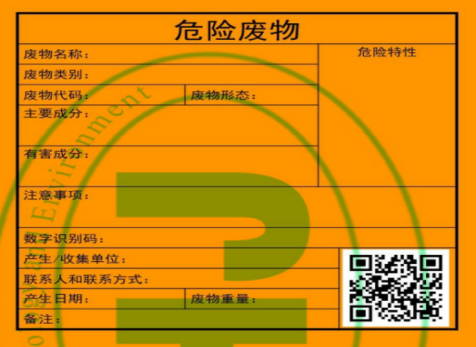 危险废物
废物名称：
危险特性
废物类别：
废物代码：
废物形态：
主要成分：
有害成分：
注意事项：
数字识别码：
产生/收集单位：
联系人和联系方式：
产生日期：
废物重量：
备注：
and Environment